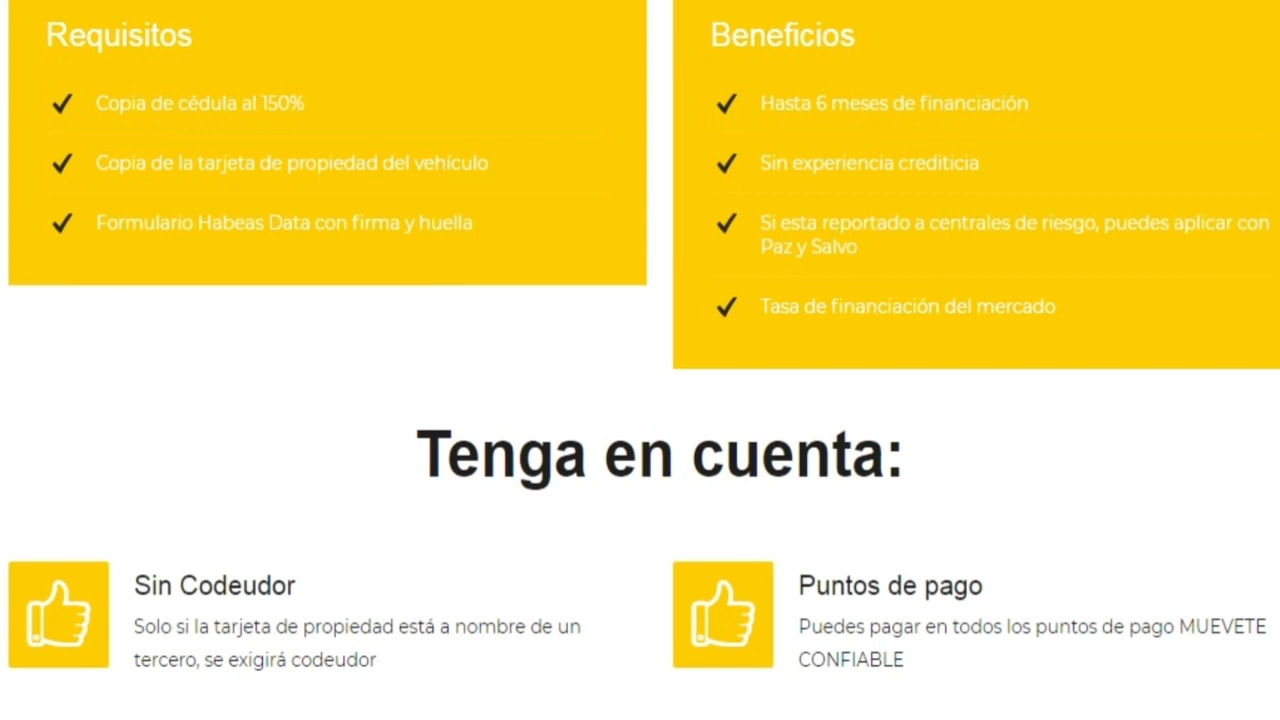 Requisitos
Copia de cédula al 150%
Copia de la tarjeta de propiedad del vehículo
Formulario Habeas Data con firma y huella
Beneficios
Hasta 6 meses de financiación
Sin experiencia crediticia
Si esta reportado a centrales de riesgo, puedes aplicar con
Paz y Salvo
Tasa de financiación del mercado
Tenga en cuenta:
Sin Codeudor
Solo si la tarjeta de propiedad está a nombre de un
tercero, se exigirá codeudor
Puntos de pago
Puedes pagar en todos los puntos de pago MUEVETE
CONFIABLE